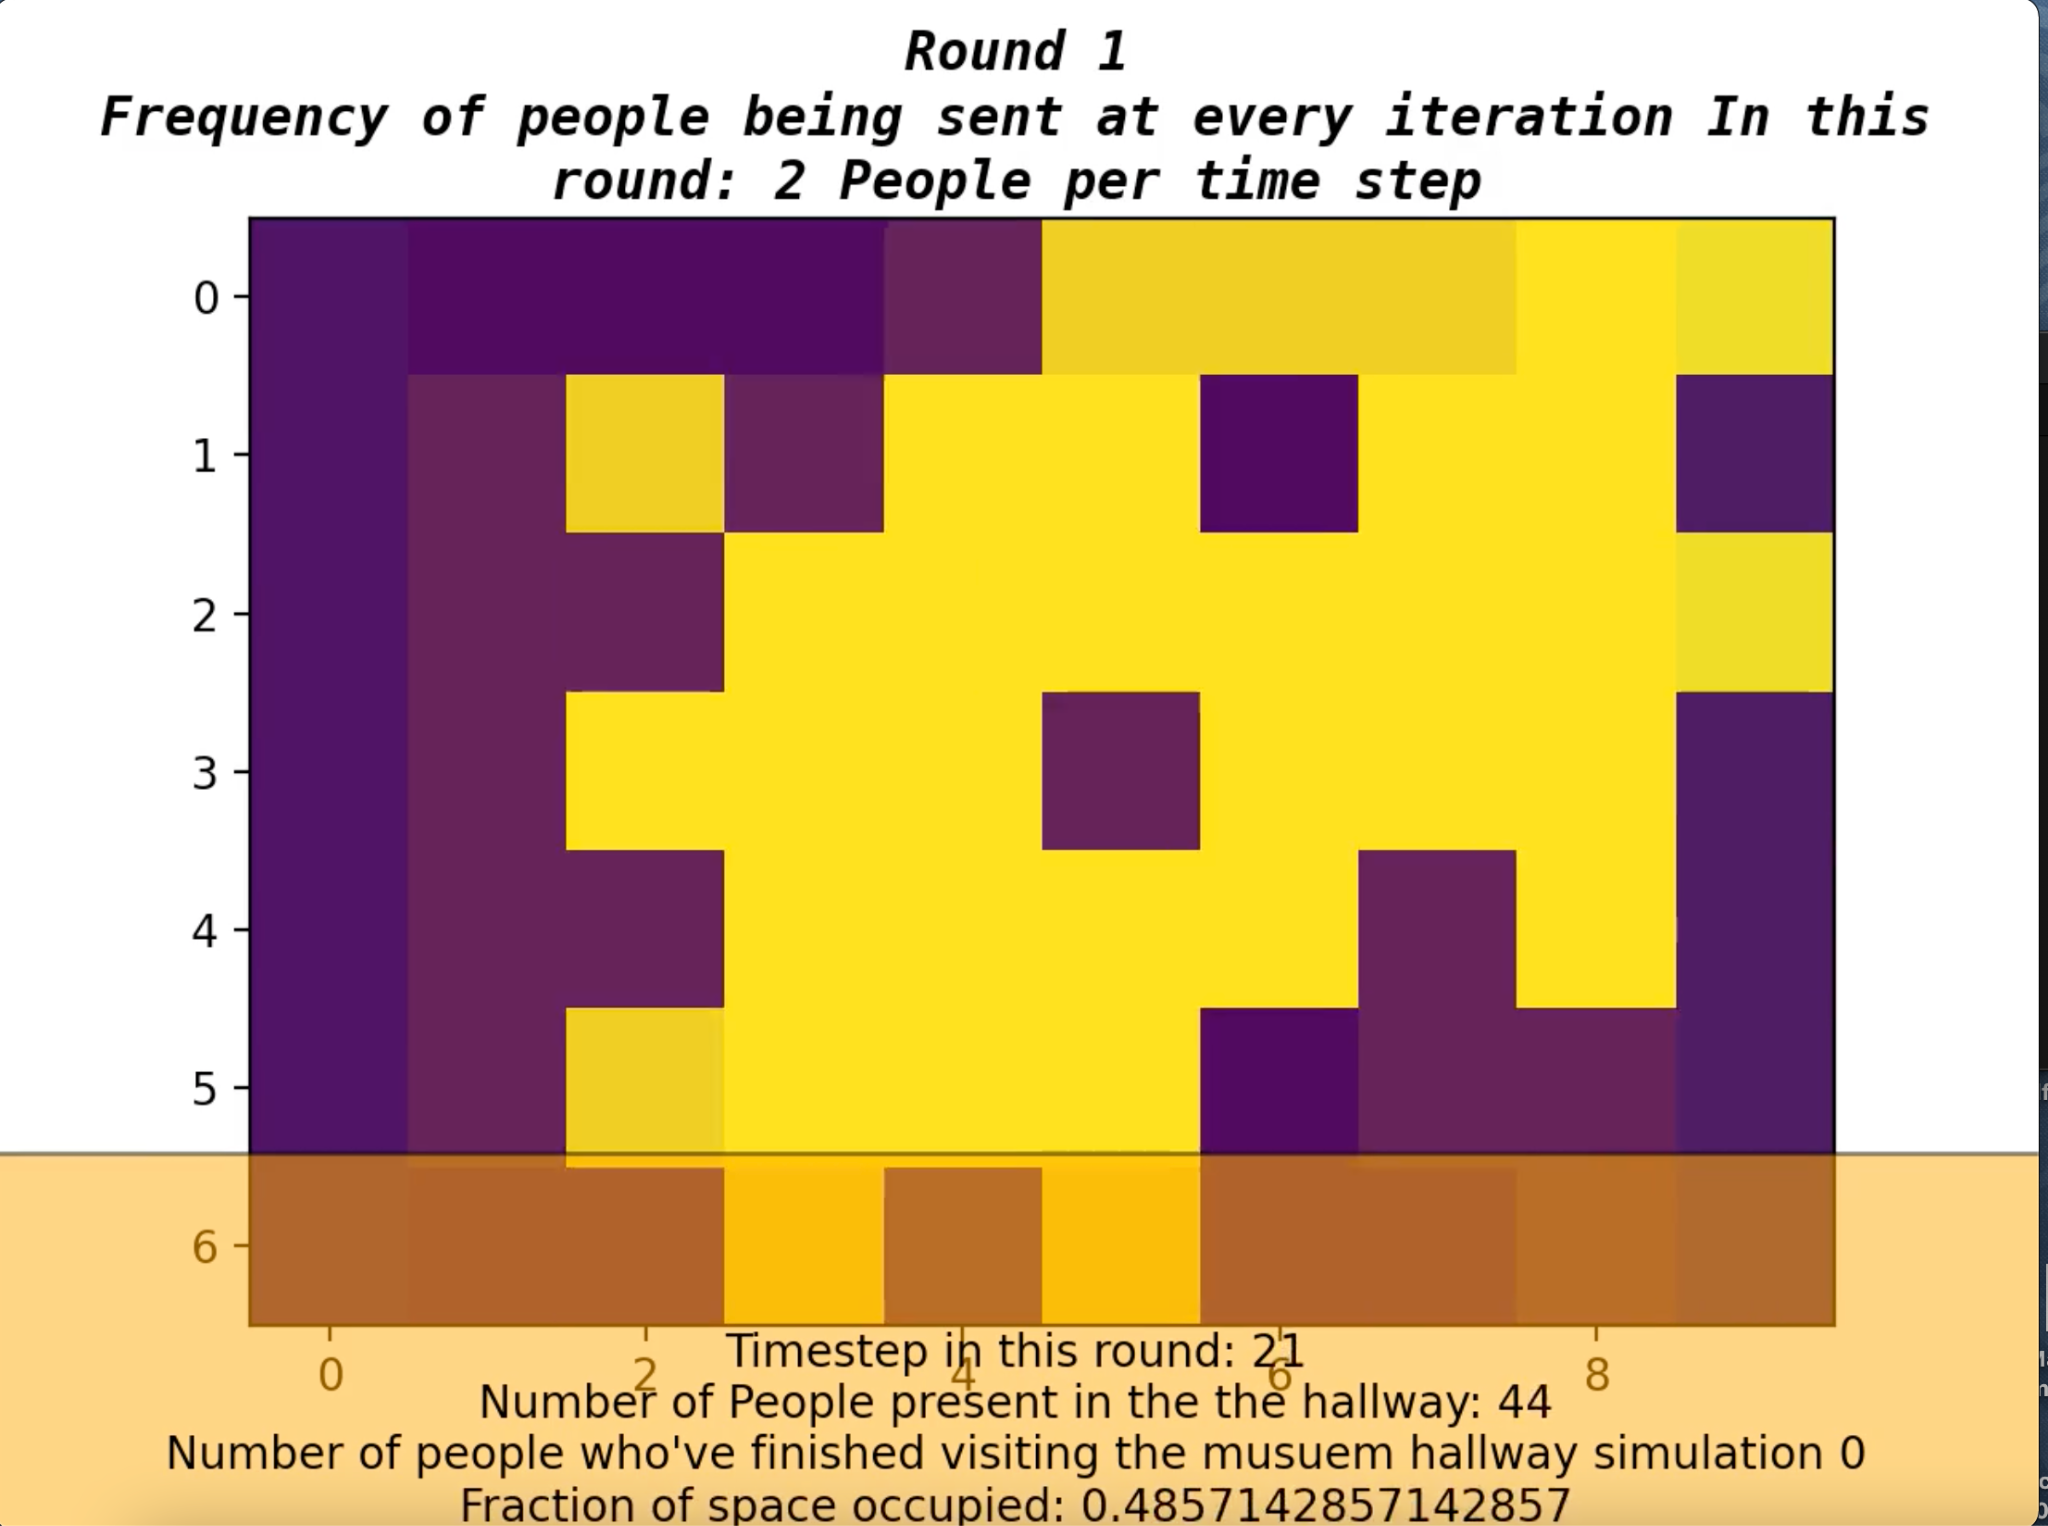 Round 1
Frequency of people being sent at every iteration In this
round: 2 People per time step
0
1
2
3
4
5
6
0 2 4 6 8
Timestep in this round: 21
Number of People present in the the hallway: 44
Number of people who've finished visiting the musuem hallway simulation 0
Fraction of space occupied: 0.4857142857142857